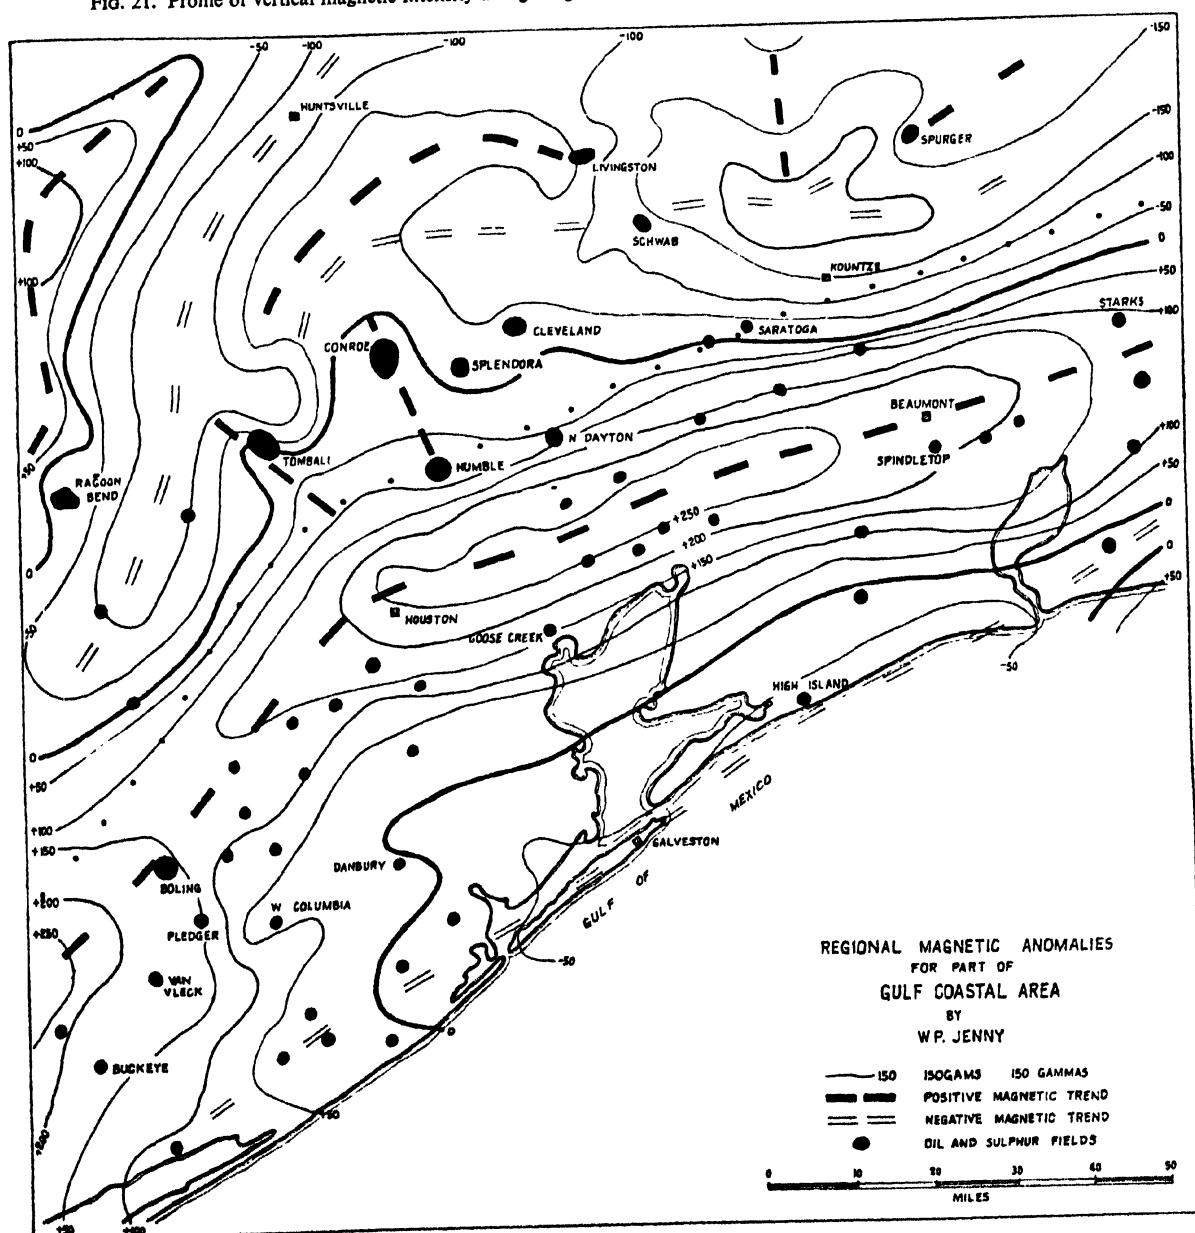 FIG. 21. Profile of vertical magnetic intensity
-50 -100 -100 -100 -150
HUNTSVILLE
0
+50
+100
-150
SPURGER
LIVINGSTON
-100
-50
SCHWAB
0
KOUNTZE
+50
+100
STARKS
+100
CLEVELAND
SARATOGA
CONROE
SPLENDORA
BEAUMONT
N DAYTON
+100
TOMBALL
HUMBLE
SPINDLETOP
+50
RACOON
BEND
0
+250
+200
+150
0
0
+50
HOUSTON
GOOSE CREEK
-50
HIGH ISLAND
0
+50
MEXICO
+100
+150
GALVESTON
DANBURY
OF
BOLING
GULF
+200
W COLUMBIA
+250
PLEDGER
-50
VAN
VLECK
0
BUCKEYE
+50
+200
+50
+100
REGIONAL MAGNETIC ANOMALIES
FOR PART OF
GULF COASTAL AREA
BY
W P. JENNY
150 ISOGAMS 150 GAMMAS
POSITIVE MAGNETIC TREND
NEGATIVE MAGNETIC TREND
OIL AND SULPHUR FIELDS
0 10 20 30 40 50
MILES